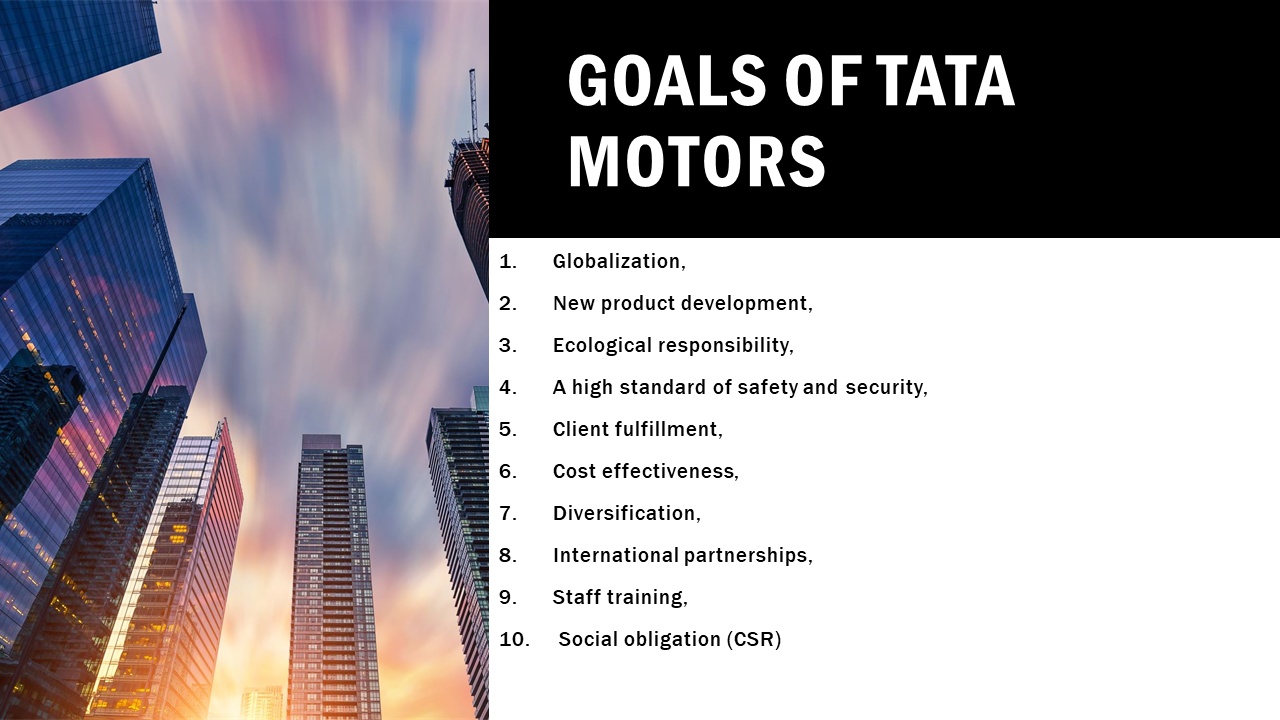 GOALS OF TATA
MOTORS
1. Globalization,
2. New product development,
3. Ecological responsibility,
4. A high standard of safety and security,
5. Client fulfillment,
6. Cost effectiveness,
7. Diversification,
8. International partnerships,
9. Staff training,
10. Social obligation (CSR)